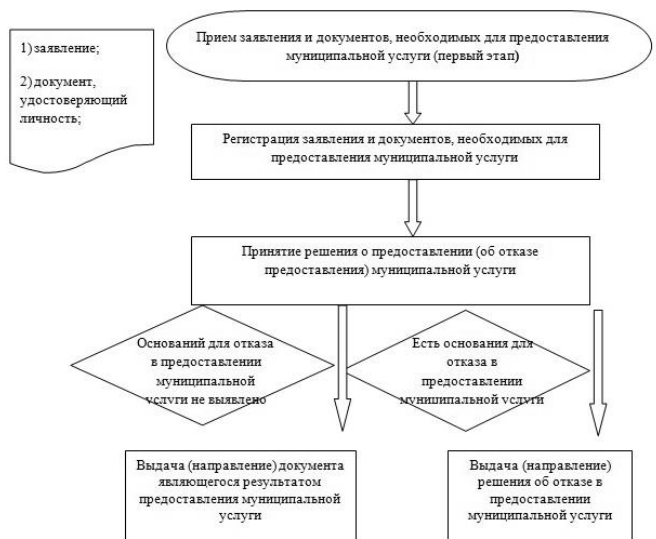 1) заявление;
2) документ,
удостоверяющий
личность;
Прием заявления и документов, необходимых для предоставления
муниципальной услуги (первый этап)
Регистрация заявления и документов, необходимых для
предоставления муниципальной услуги
Принятие решения о предоставлении (об отказе
предоставления) муниципальной услуги
Оснований для отказа
в предоставлении
муниципальной
услуги не выявлено
Есть основания для
отказа в
предоставлении
муниципальной услуги
Выдача (направление) документа
являющегося результатом
предоставления муниципальной
услуги
Выдача (направление)
решения об отказе в
предоставлении
муниципальной услуги